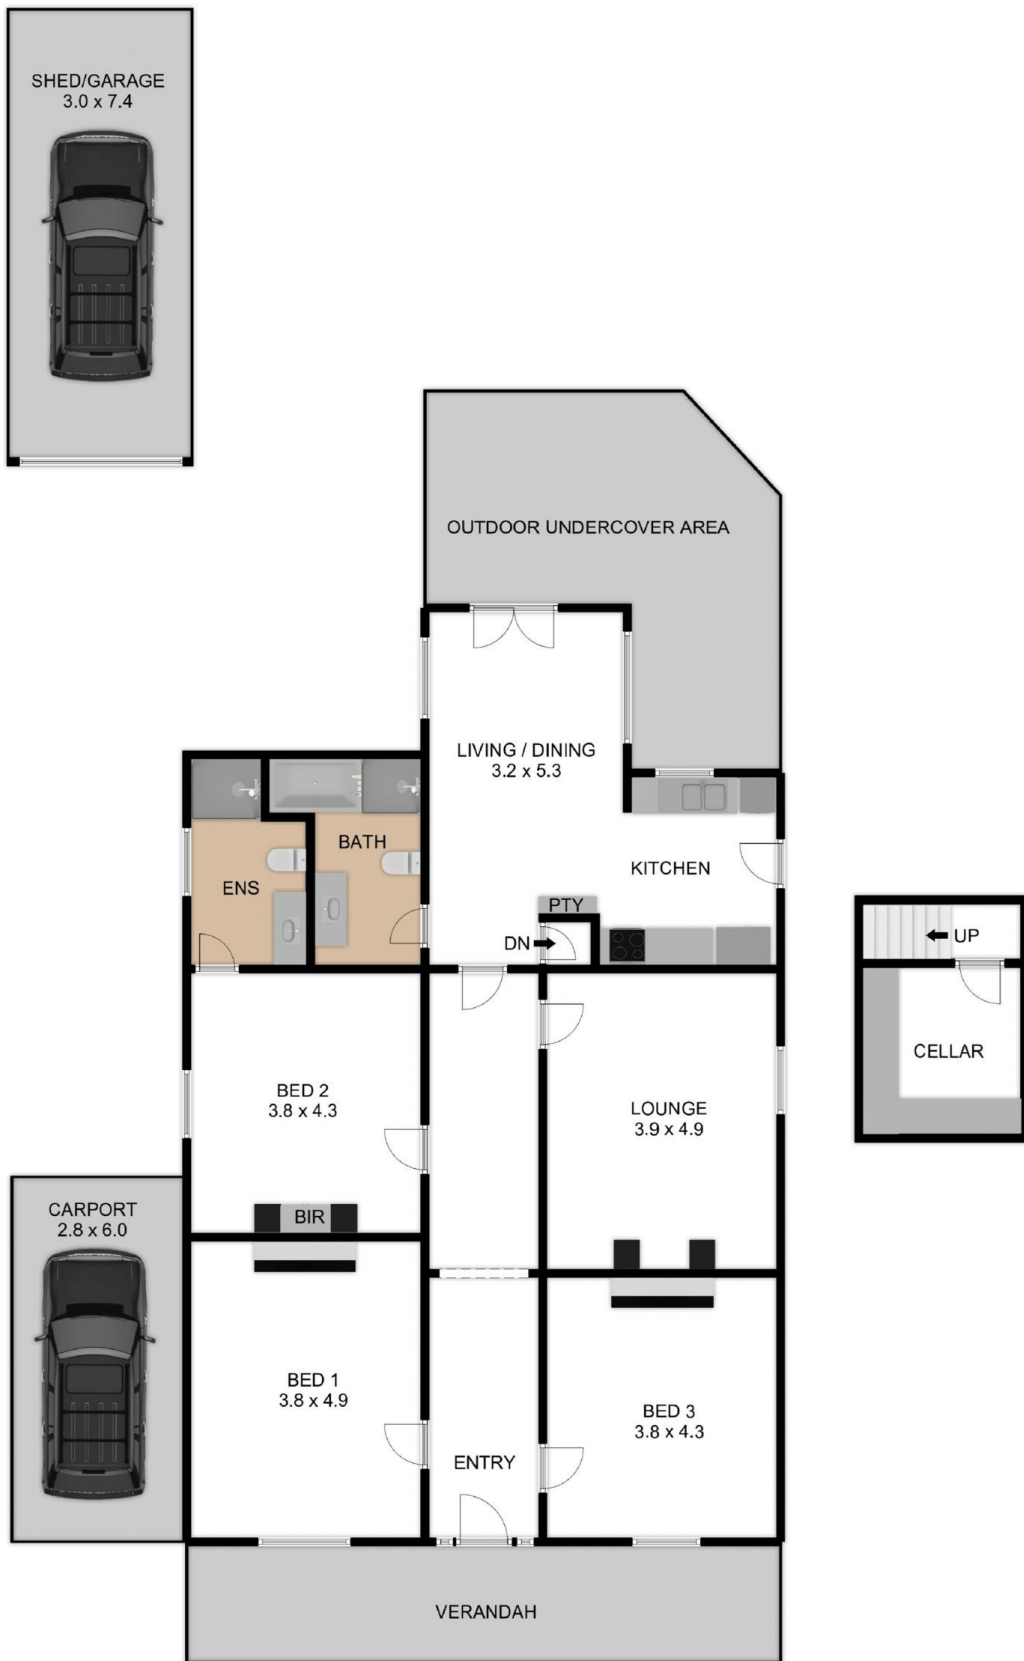 SHED/GARAGE
3.0 x 7.4
OUTDOOR UNDERCOVER AREA
LIVING / DINING
3.2 x 5.3
BATH
KITCHEN
ENS
PTY
DN
UP
CELLAR
BED 2
3.8 x 4.3
LOUNGE
3.9 x 4.9
CARPORT
2.8 x 6.0
BIR
BED 1
3.8 x 4.9
BED 3
3.8 x 4.3
ENTRY
VERANDAH